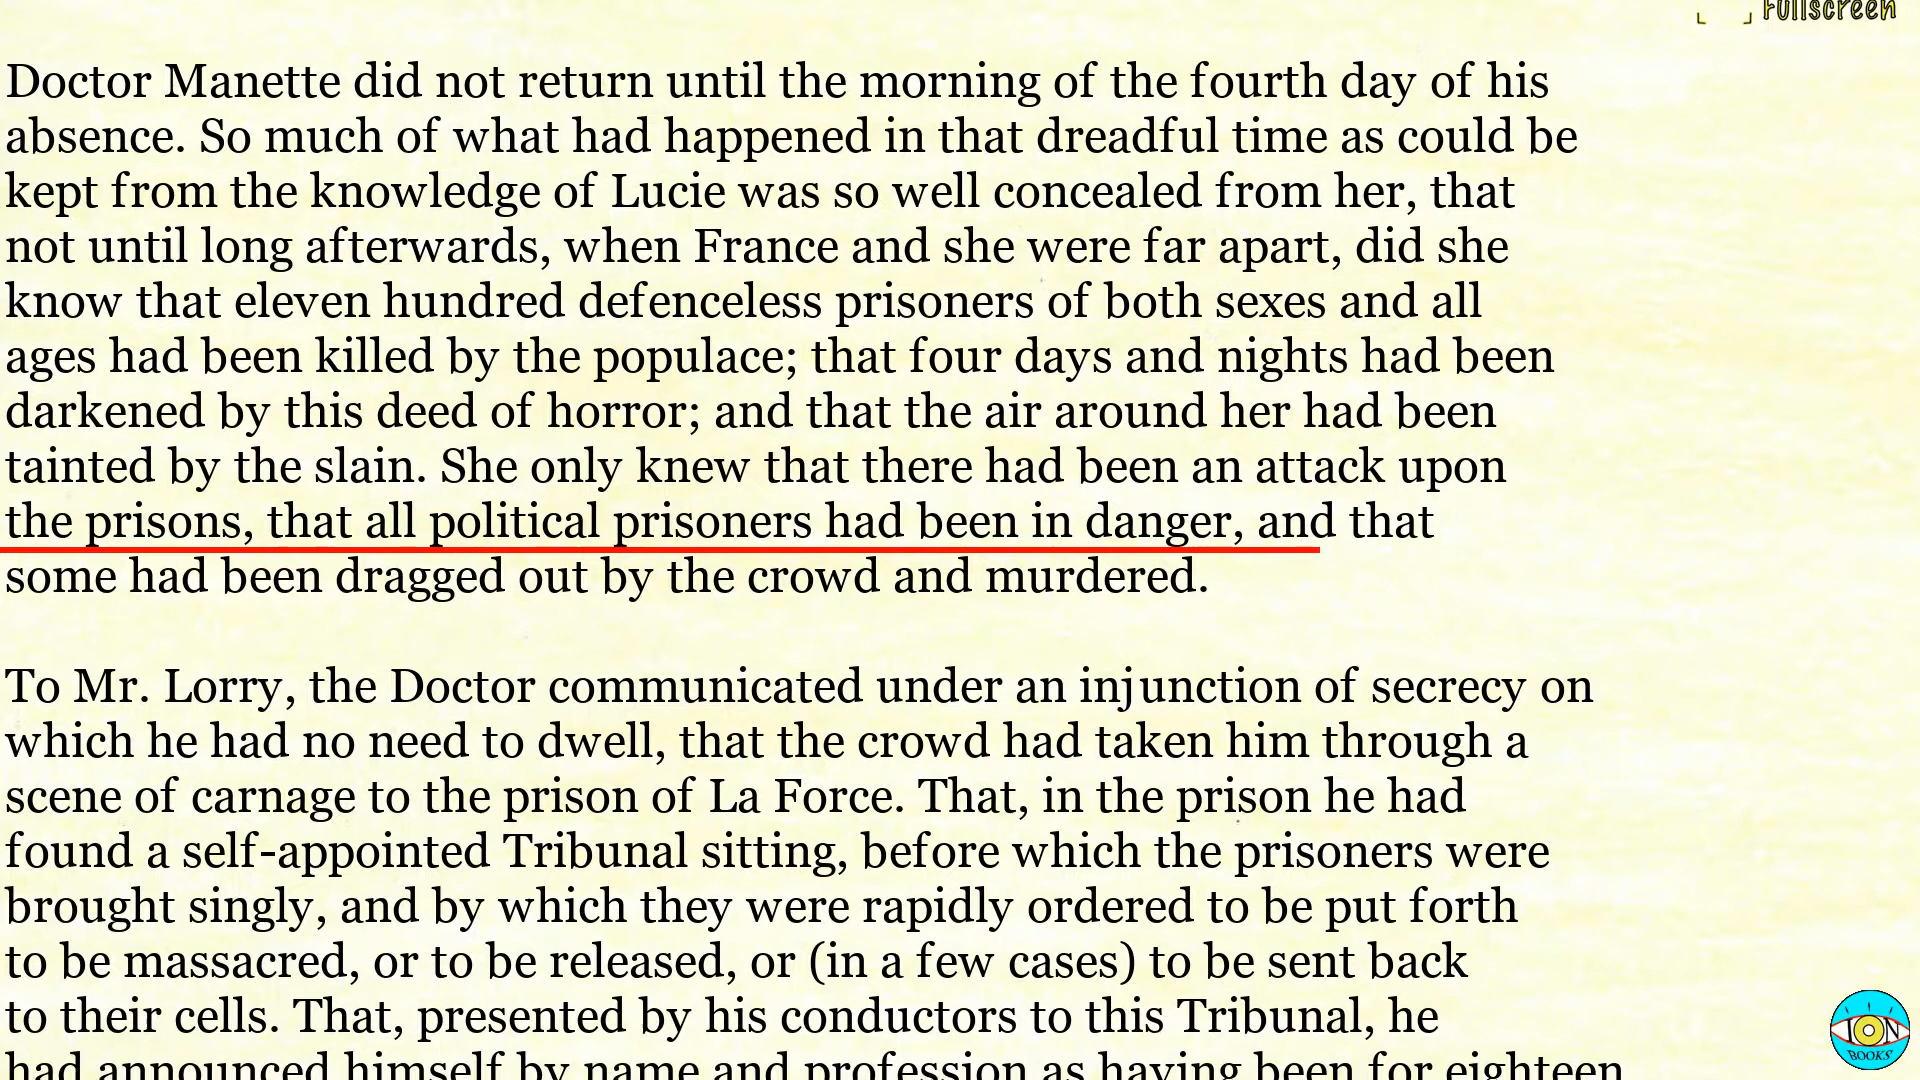 Fullscreen
Doctor Manette did not return until the morning of the fourth day of his
absence. So much of what had happened in that dreadful time as could be
kept from the knowledge of Lucie was so well concealed from her, that
not until long afterwards, when France and she were far apart, did she
know that eleven hundred defenceless prisoners of both sexes and all
ages had been killed by the populace; that four days and nights had been
darkened by this deed of horror; and that the air around her had been
tainted by the slain. She only knew that there had been an attack upon
the prisons, that all political prisoners had been in danger, and that
some had been dragged out by the crowd and murdered.
To Mr. Lorry, the Doctor communicated under an injunction of secrecy on
which he had no need to dwell, that the crowd had taken him through a
scene of carnage to the prison of La Force. That, in the prison he had
found a self-appointed Tribunal sitting, before which the prisoners were
brought singly, and by which they were rapidly ordered to be put forth
to be massacred, or to be released, or (in a few cases) to be sent back
to their cells. That, presented by his conductors to this Tribunal, he
had announced himself by name and profession as having been for eighteen
ION
BOOKS